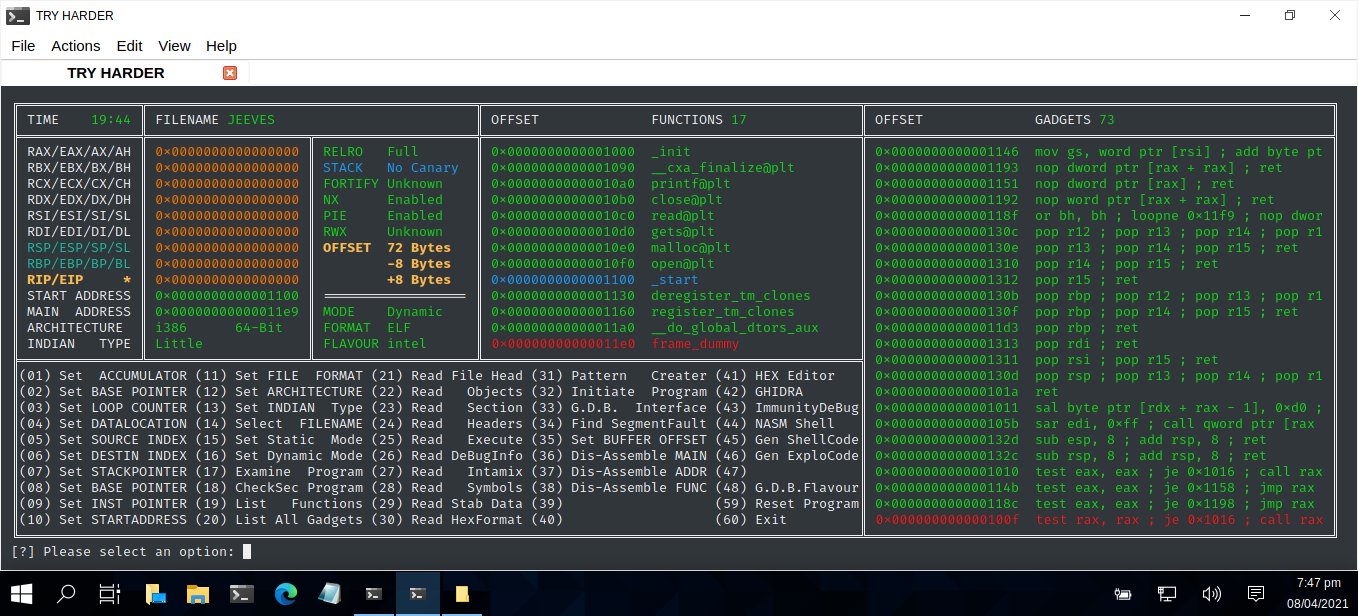 TRY HARDER
File Actions Edit View Help
TRY HARDER
TIME 19:44 FILENAME JEEVES OFFSET FUNCTIONS 17 OFFSET GADGETS 73
RAX/EAX/AX/AH 0×0000000000000000 RELRO Full 0×0000000000001000 _init 0×0000000000001146 mov gs, word ptr [rsi] ; add byte pt
RBX/EBX/BX/BH 0×0000000000000000 STACK No Canary 0×0000000000001090 __cxa_finalize@plt 0×0000000000001193 nop dword ptr [rax + rax] ; ret
RCX/ECX/CX/CH 0×0000000000000000 FORTIFY Unknown 0×00000000000010a0 printf@plt 0×0000000000001151 nop dword ptr [rax] ; ret
RDX/EDX/DX/DH 0×0000000000000000 NX Enabled 0×00000000000010b0 close@plt 0×0000000000001192 nop word ptr [rax + rax] ; ret
RSI/ESI/SI/SL 0×0000000000000000 PIE Enabled 0×00000000000010c0 read@plt 0×000000000000118f or bh, bh ; loopne 0×11f9 ; nop dwor
RDI/EDI/DI/DL 0×0000000000000000 RWX Unknown 0×00000000000010d0 gets@plt 0×000000000000130c pop r12 ; pop r13 ; pop r14 ; pop r1
RSP/ESP/SP/SL 0×0000000000000000 OFFSET 72 Bytes 0×00000000000010e0 malloc@plt 0×000000000000130e pop r13 ; pop r14 ; pop r15 ; ret
RBP/EBP/BP/BL 0×0000000000000000 -8 Bytes 0×00000000000010f0 open@plt 0×0000000000001310 pop r14 ; pop r15 ; ret
RIP/EIP * 0×0000000000000000 +8 Bytes 0×0000000000001100 _start 0×0000000000001312 pop r15 ; ret
START ADDRESS 0×0000000000001100 0×0000000000001130 deregister_tm_clones 0×000000000000130b pop rbp ; pop r12 ; pop r13 ; pop r1
MAIN ADDRESS 0×00000000000011e9 MODE Dynamic 0×0000000000001160 register_tm_clones 0×000000000000130f pop rbp ; pop r14 ; pop r15 ; ret
ARCHITECTURE i386 64-Bit FORMAT ELF 0×00000000000011a0 __do_global_dtors_aux 0×00000000000011d3 pop rbp ; ret
INDIAN TYPE Little FLAVOUR intel 0×00000000000011e0 frame_dummy 0×0000000000001313 pop rdi ; ret
0×0000000000001311 pop rsi ; pop r15 ; ret
(01) Set ACCUMULATOR (11) Set FILE FORMAT (21) Read File Head (31) Pattern Creater (41) HEX Editor 0×000000000000130d pop rsp ; pop r13 ; pop r14 ; pop r1
(02) Set BASE POINTER (12) Set ARCHITECTURE (22) Read Objects (32) Initiate Program (42) GHIDRA 0×000000000000101a ret
(03) Set LOOP COUNTER (13) Set INDIAN Type (23) Read Section (33) G.D.B. Interface (43) ImmunityDeBug 0×0000000000001011 sal byte ptr [rdx + rax - 1], 0×d0 ;
(04) Set DATALOCATION (14) Select FILENAME (24) Read Headers (34) Find SegmentFault (44) NASM Shell 0×000000000000105b sar edi, 0×ff ; call qword ptr [rax
(05) Set SOURCE INDEX (15) Set Static Mode (25) Read Execute (35) Set BUFFER OFFSET (45) Gen ShellCode 0×000000000000132d sub esp, 8 ; add rsp, 8 ; ret
(06) Set DESTIN INDEX (16) Set Dynamic Mode (26) Read DeBugInfo (36) Dis-Assemble MAIN (46) Gen ExploCode 0×000000000000132c sub rsp, 8 ; add rsp, 8 ; ret
(07) Set STACKPOINTER (17) Examine Program (27) Read Intamix (37) Dis-Assemble ADDR (47) 0×0000000000001010 test eax, eax ; je 0×1016 ; call rax
(08) Set BASE POINTER (18) CheckSec Program (28) Read Symbols (38) Dis-Assemble FUNC (48) G.D.B.Flavour 0×000000000000114b test eax, eax ; je 0×1158 ; jmp rax
(09) Set INST POINTER (19) List Functions (29) Read Stab Data (39) (59) Reset Program 0×000000000000118c test eax, eax ; je 0×1198 ; jmp rax
(10) Set STARTADDRESS (20) List All Gadgets (30) Read HexFormat (40) (60) Exit 0×000000000000100f test rax, rax ; je 0×1016 ; call rax
[?] Please select an option:
7:47 pm
08/04/2021